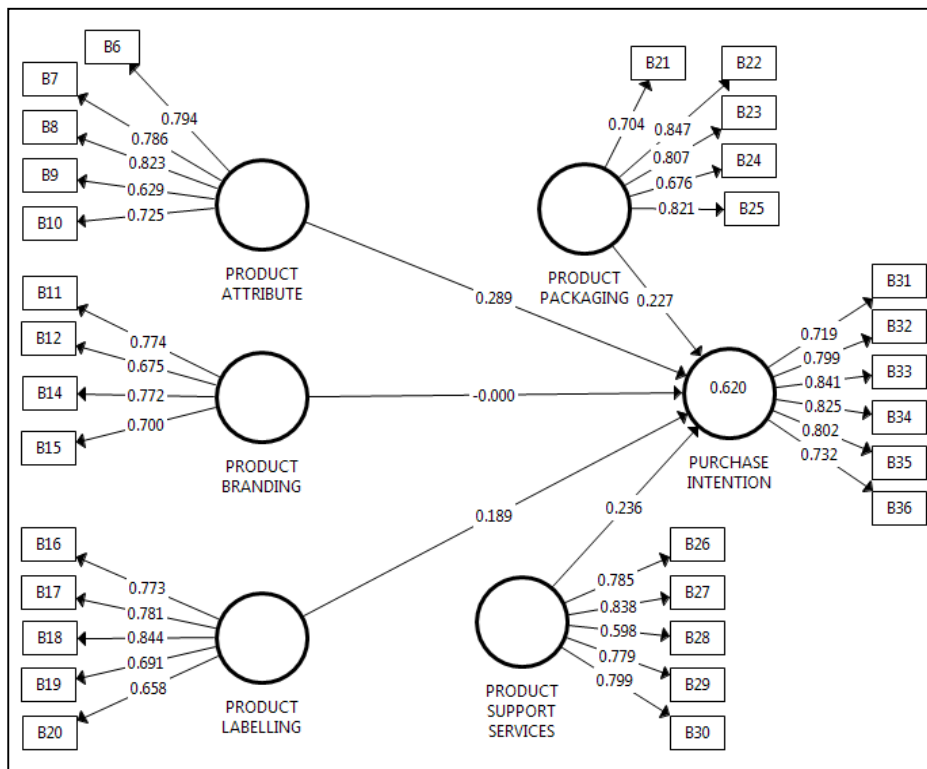 B6
B7
B8
B9
B10
0.794
0.786
0.823
0.629
0.725
PRODUCT
ATTRIBUTE
B21
B22
B23
B24
B25
0.704
0.847
0.807
0.676
0.821
PRODUCT
PACKAGING
0.289
0.227
B11
B12
B14
B15
0.774
0.675
0.772
0.700
PRODUCT
BRANDING
-0.000
0.620
PURCHASE
INTENTION
B31
B32
B33
B34
B35
B36
0.719
0.799
0.841
0.825
0.802
0.732
B16
B17
B18
B19
B20
0.773
0.781
0.844
0.691
0.658
PRODUCT
LABELLING
0.189
0.236
B26
B27
B28
B29
B30
0.785
0.838
0.598
0.779
0.799
PRODUCT
SUPPORT
SERVICES